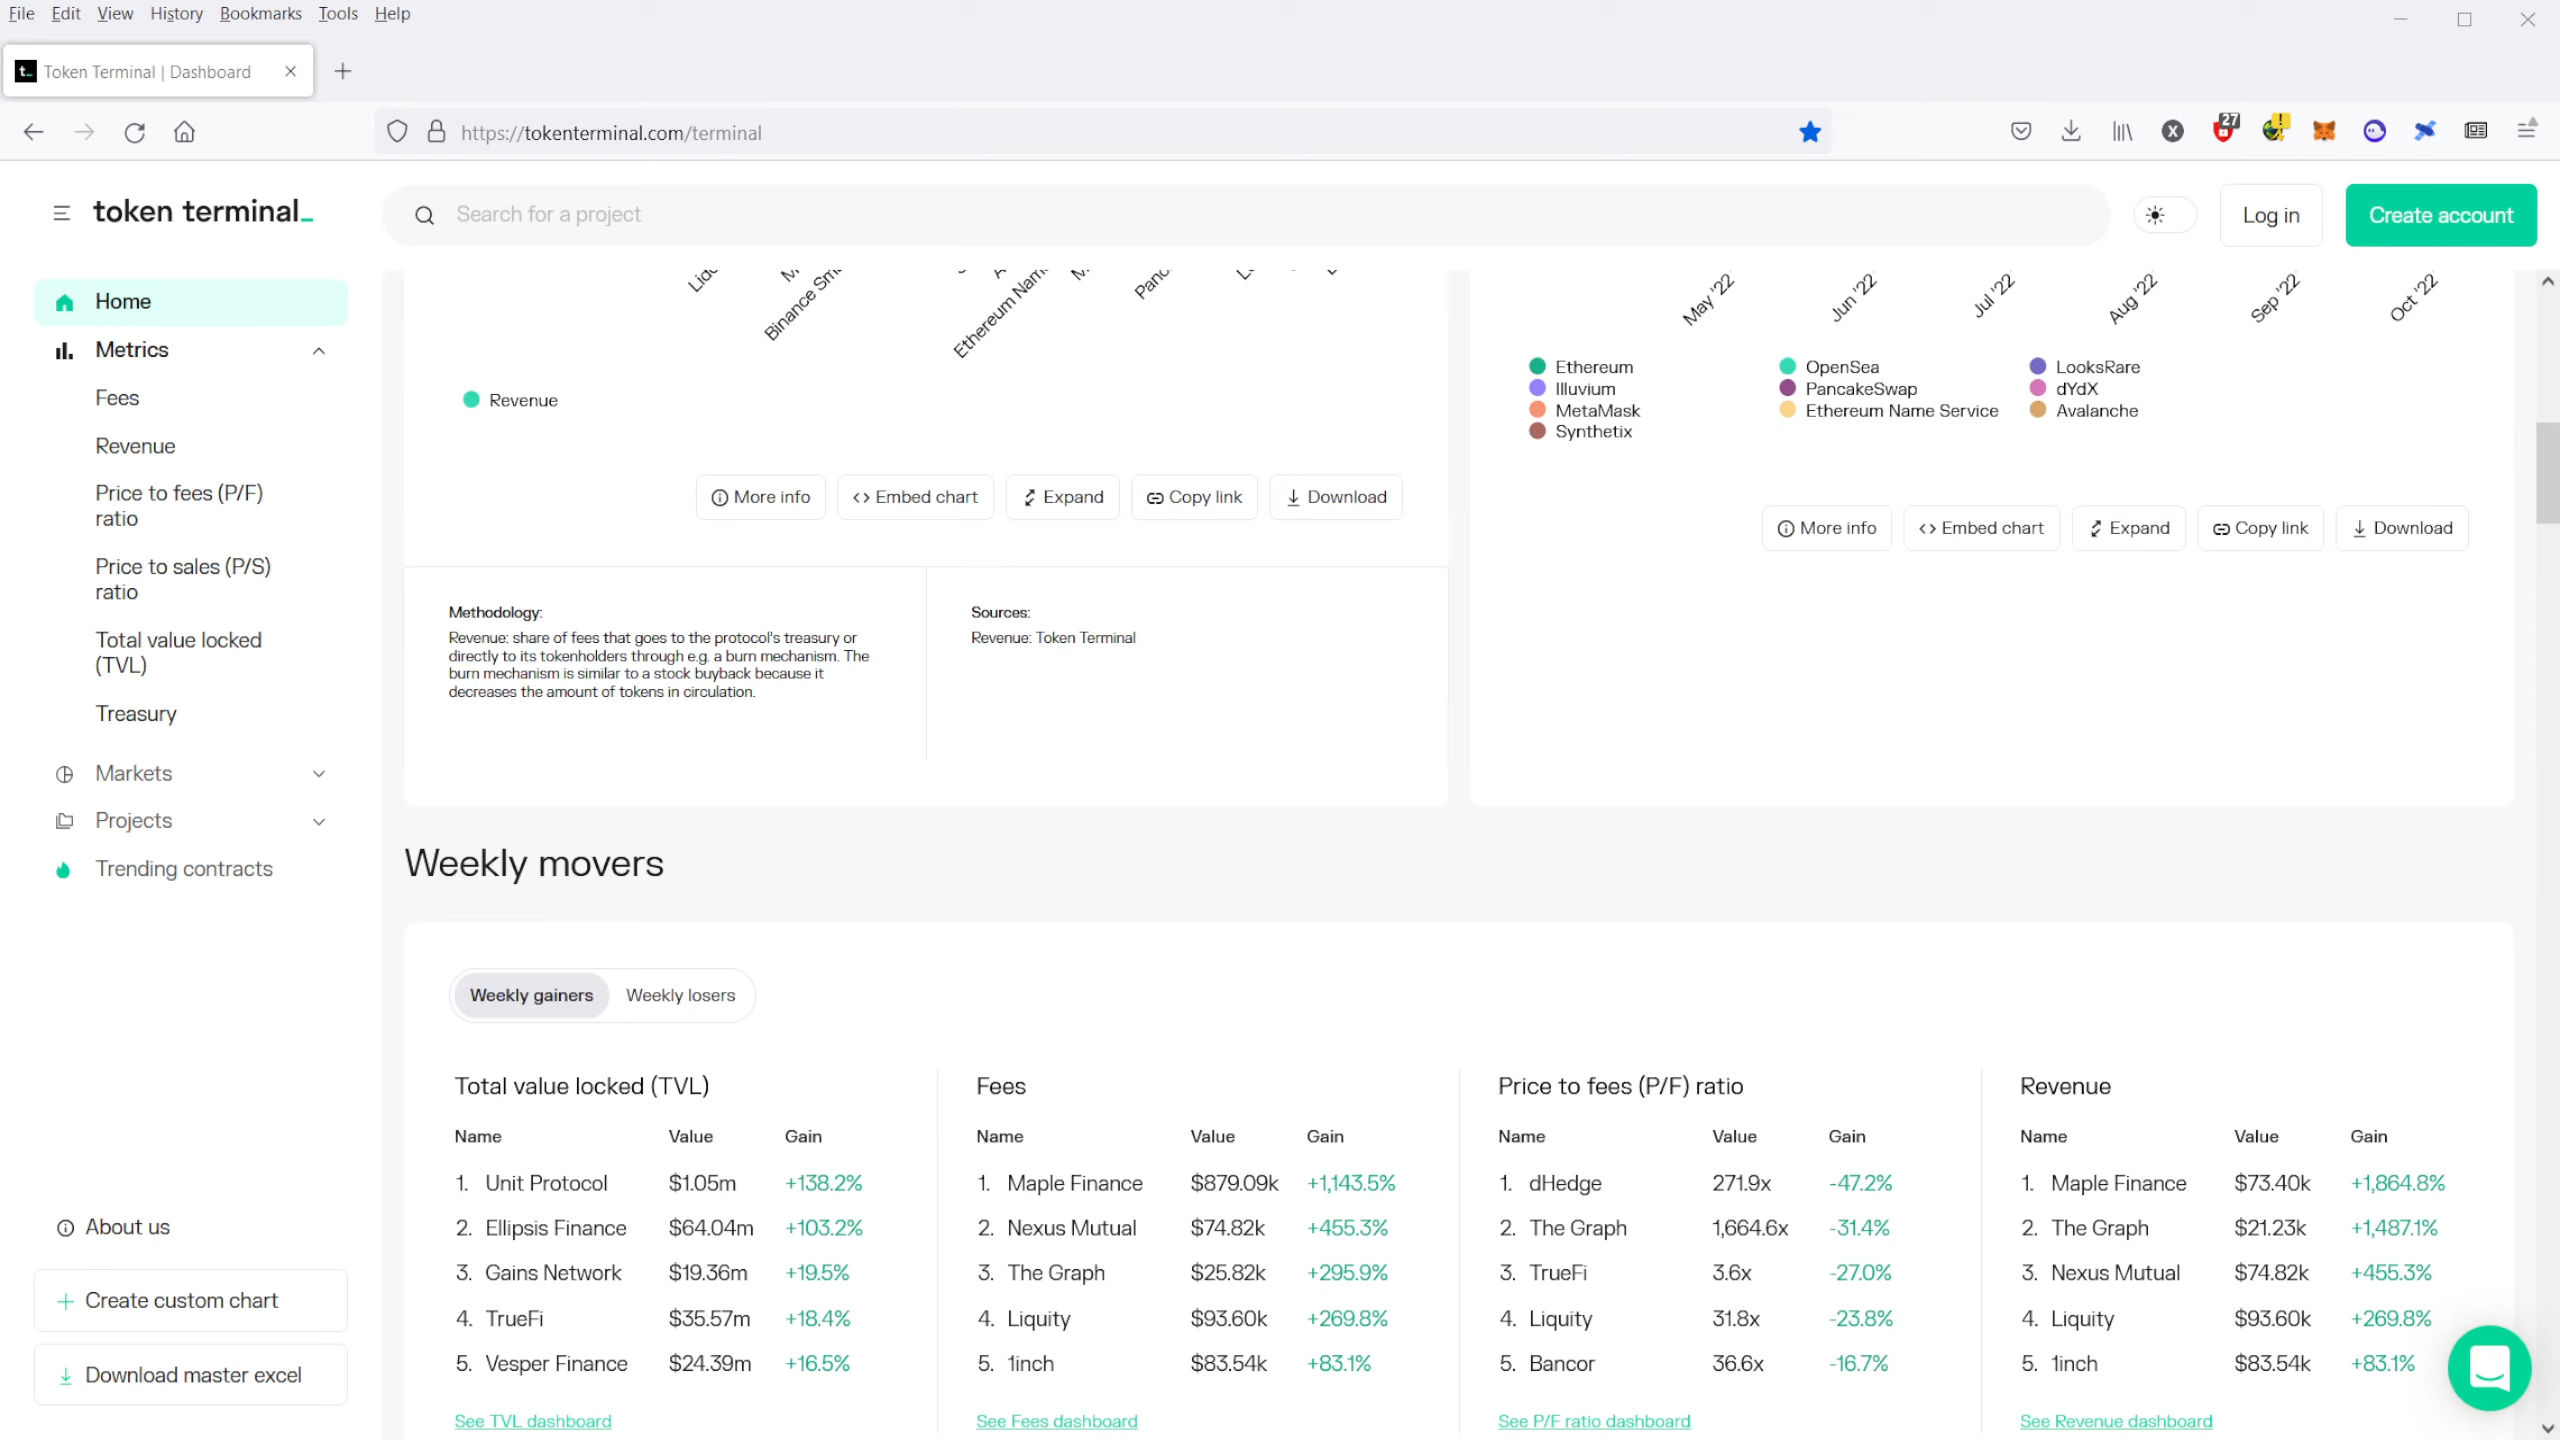 File Edit View History Bookmarks Tools Help
t_ Token Terminal | Dashboard
https://tokenterminal.com/terminal
27
token terminal_
Search for a project
Log in
Create account
Home
Metrics
Fees
Revenue
Price to fees (P/F)
ratio
Price to sales (P/S)
ratio
Total value locked
(TVL)
Treasury
Markets
Projects
Trending contracts
About us
Create custom chart
Download master excel
May '22
Jun '22
Jul '22
Aug '22
Sep '22
Oct '22
Revenue
Ethereum
OpenSea
LooksRare
Illuvium
PancakeSwap
dYdX
MetaMask
Ethereum Name Service
Avalanche
Synthetix
More info
Embed chart
Expand
Copy link
Download
More info
Embed chart
Expand
Copy link
Download
Methodology:
Revenue: share of fees that goes to the protocol's treasury or
directly to its tokenholders through e.g. a burn mechanism. The
burn mechanism is similar to a stock buyback because it
decreases the amount of tokens in circulation.
Sources:
Revenue: Token Terminal
Weekly movers
Weekly gainers
Weekly losers
Total value locked (TVL)
Name Value Gain
1. Unit Protocol $1.05m +138.2%
2. Ellipsis Finance $64.04m +103.2%
3. Gains Network $19.36m +19.5%
4. TrueFi $35.57m +18.4%
5. Vesper Finance $24.39m +16.5%
See TVL dashboard
Fees
Name Value Gain
1. Maple Finance $879.09k +1,143.5%
2. Nexus Mutual $74.82k +455.3%
3. The Graph $25.82k +295.9%
4. Liquity $93.60k +269.8%
5. 1inch $83.54k +83.1%
See Fees dashboard
Price to fees (P/F) ratio
Name Value Gain
1. dHedge 271.9x -47.2%
2. The Graph 1,664.6x -31.4%
3. TrueFi 3.6x -27.0%
4. Liquity 31.8x -23.8%
5. Bancor 36.6x -16.7%
See P/F ratio dashboard
Revenue
Name Value Gain
1. Maple Finance $73.40k +1,864.8%
2. The Graph $21.23k +1,487.1%
3. Nexus Mutual $74.82k +455.3%
4. Liquity $93.60k +269.8%
5. 1inch $83.54k +83.1%
See Revenue dashboard